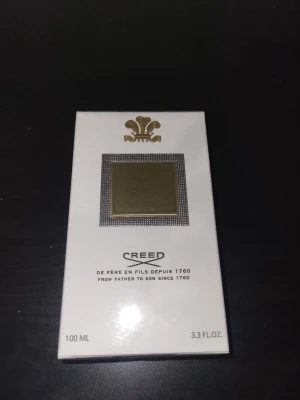 CREED
DE PÈRE EN FILS DEPUIS 1760
FROM FATHER TO SON SINCE 1760
100 ML
3.3 FL.OZ.